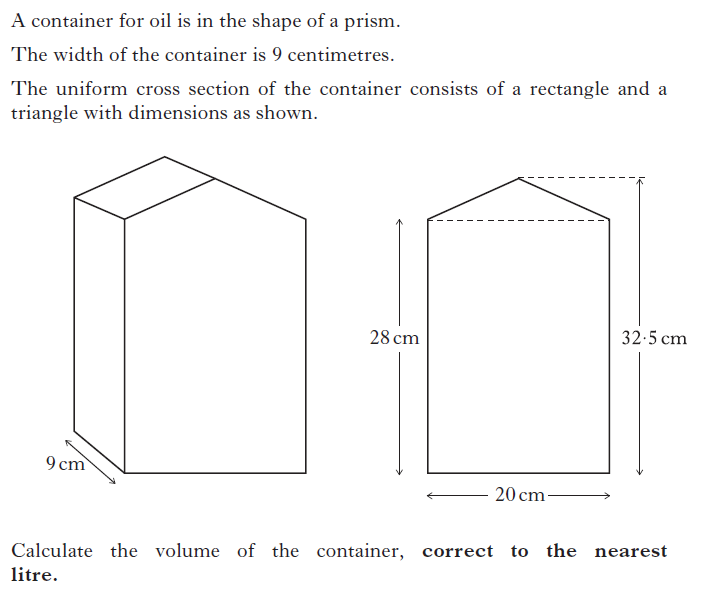 A container for oil is in the shape of a prism.
The width of the container is 9 centimetres.
The uniform cross section of the container consists of a rectangle and a
triangle with dimensions as shown.
28 cm
32·5 cm
9 cm
20 cm
Calculate the volume of the container, correct to the nearest
litre.